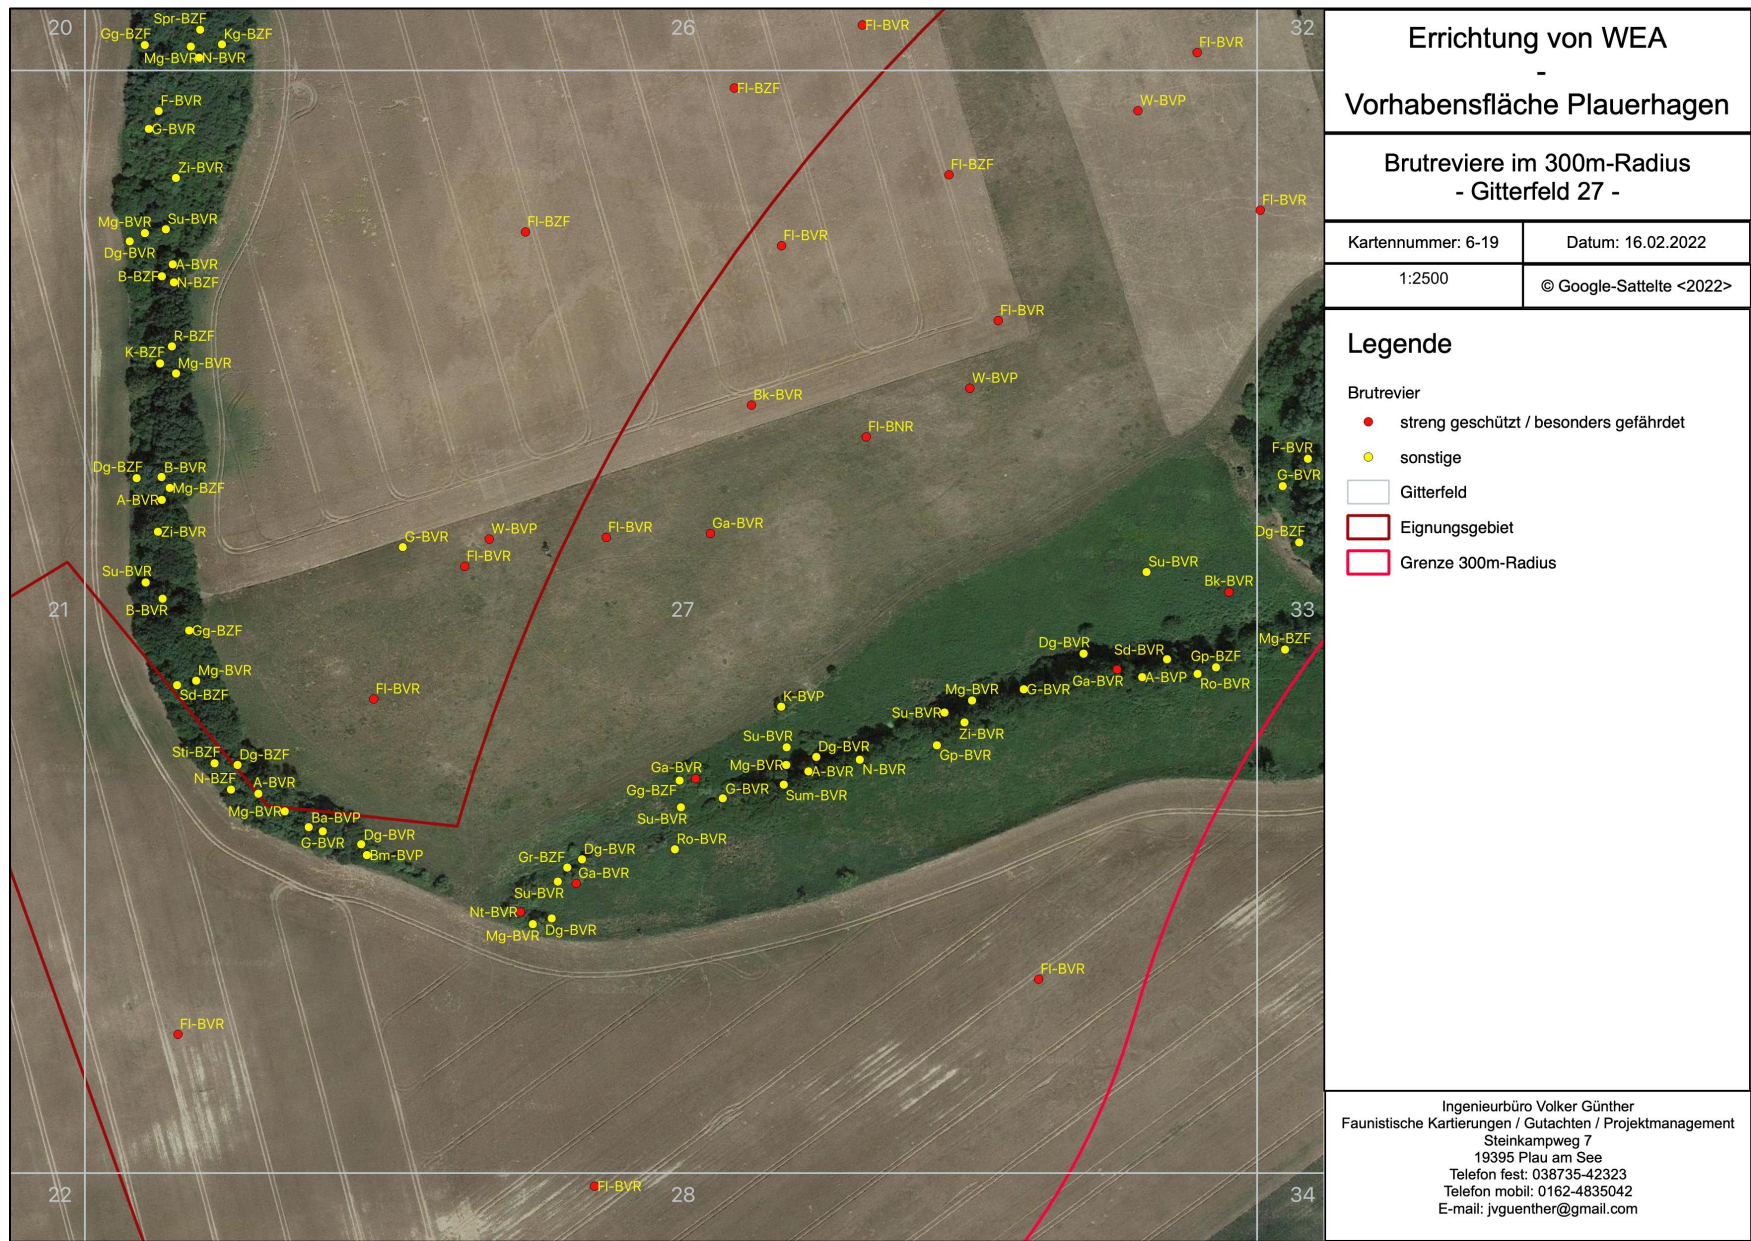 20
26
32
Spr-BZF
Gg-BZF
Kg-BZF
Mg-BVR
N-BVR
Fl-BVR
Fl-BVR
Fl-BZF
W-BVP
F-BVR
G-BVR
Zi-BVR
Fl-BZF
Fl-BVR
Mg-BVR
Su-BVR
Dg-BVR
Fl-BZF
Fl-BVR
A-BVR
B-BZF
N-BZF
Fl-BVR
R-BZF
K-BZF
Mg-BVR
W-BVP
Bk-BVR
Fl-BNR
F-BVR
Dg-BZF
B-BVR
G-BVR
Mg-BZF
A-BVR
Zi-BVR
G-BVR
W-BVP
Fl-BVR
Ga-BVR
Dg-BZF
Fl-BVR
Su-BVR
Su-BVR
Bk-BVR
B-BVR
21
27
33
Gg-BZF
Dg-BVR
Sd-BVR
Mg-BZF
Gp-BZF
Mg-BVR
Ga-BVR
A-BVP
Ro-BVR
Sd-BZF
Fl-BVR
Mg-BVR
G-BVR
K-BVP
Su-BVR
Zi-BVR
Su-BVR
Sti-BZF
Dg-BZF
Dg-BVR
Gp-BVR
Ga-BVR
Mg-BVR
A-BVR
N-BVR
N-BZF
A-BVR
Gg-BZF
G-BVR
Sum-BVR
Mg-BVR
Ba-BVP
Su-BVR
G-BVR
Dg-BVR
Ro-BVR
Bm-BVP
Gr-BZF
Dg-BVR
Ga-BVR
Su-BVR
Nt-BVR
Mg-BVR
Dg-BVR
Fl-BVR
Fl-BVR
Fl-BVR
22
28
34
Errichtung von WEA
-
Vorhabensfläche Plauerhagen
Brutreviere im 300m-Radius
- Gitterfeld 27 -
Kartennummer: 6-19
Datum: 16.02.2022
1:2500
© Google-Sattelte <2022>
Legende
Brutrevier
streng geschützt / besonders gefährdet
sonstige
Gitterfeld
Eignungsgebiet
Grenze 300m-Radius
Ingenieurbüro Volker Günther
Faunistische Kartierungen / Gutachten / Projektmanagement
Steinkampweg 7
19395 Plau am See
Telefon fest: 038735-42323
Telefon mobil: 0162-4835042
E-mail: jvguenther@gmail.com